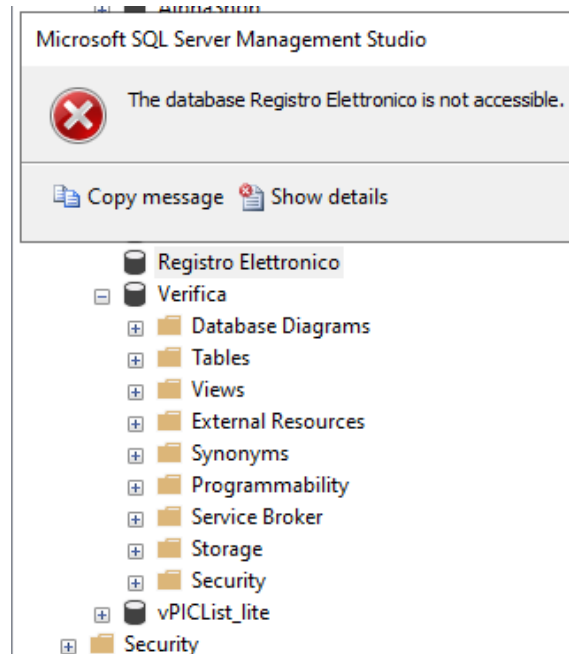 AlphaShop
Microsoft SQL Server Management Studio
The database Registro Elettronico is not accessible.
Copy message Show details
Registro Elettronico
Verifica
Database Diagrams
Tables
Views
External Resources
Synonyms
Programmability
Service Broker
Storage
Security
vPICList_lite
Security